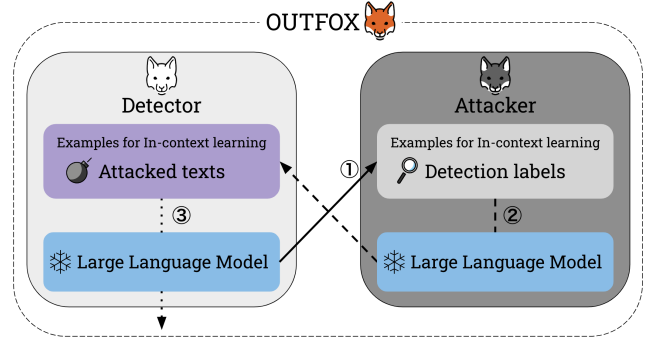 OUTFOX
Detector
Examples for In-context learning
Attacked texts
③
Large Language Model
①
Attacker
Examples for In-context learning
Detection labels
②
Large Language Model